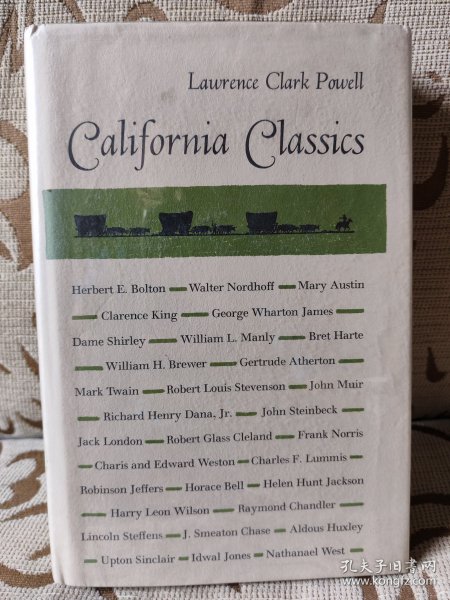 Lawrence Clark Powell
California Classics
Herbert E. Bolton — Walter Nordhoff — Mary Austin
— Clarence King — George Wharton James —
Dame Shirley — William L. Manly — Bret Harte
— William H. Brewer — Gertrude Atherton —
Mark Twain — Robert Louis Stevenson — John Muir
— Richard Henry Dana, Jr. — John Steinbeck —
Jack London — Robert Glass Cleland — Frank Norris
— Charis and Edward Weston — Charles F. Lummis —
Robinson Jeffers — Horace Bell — Helen Hunt Jackson
— Harry Leon Wilson — Raymond Chandler —
Lincoln Steffens — J. Smeaton Chase — Aldous Huxley
— Upton Sinclair — Idwal Jones — Nathanael West —
孔夫子旧书网
www.kongfz.com